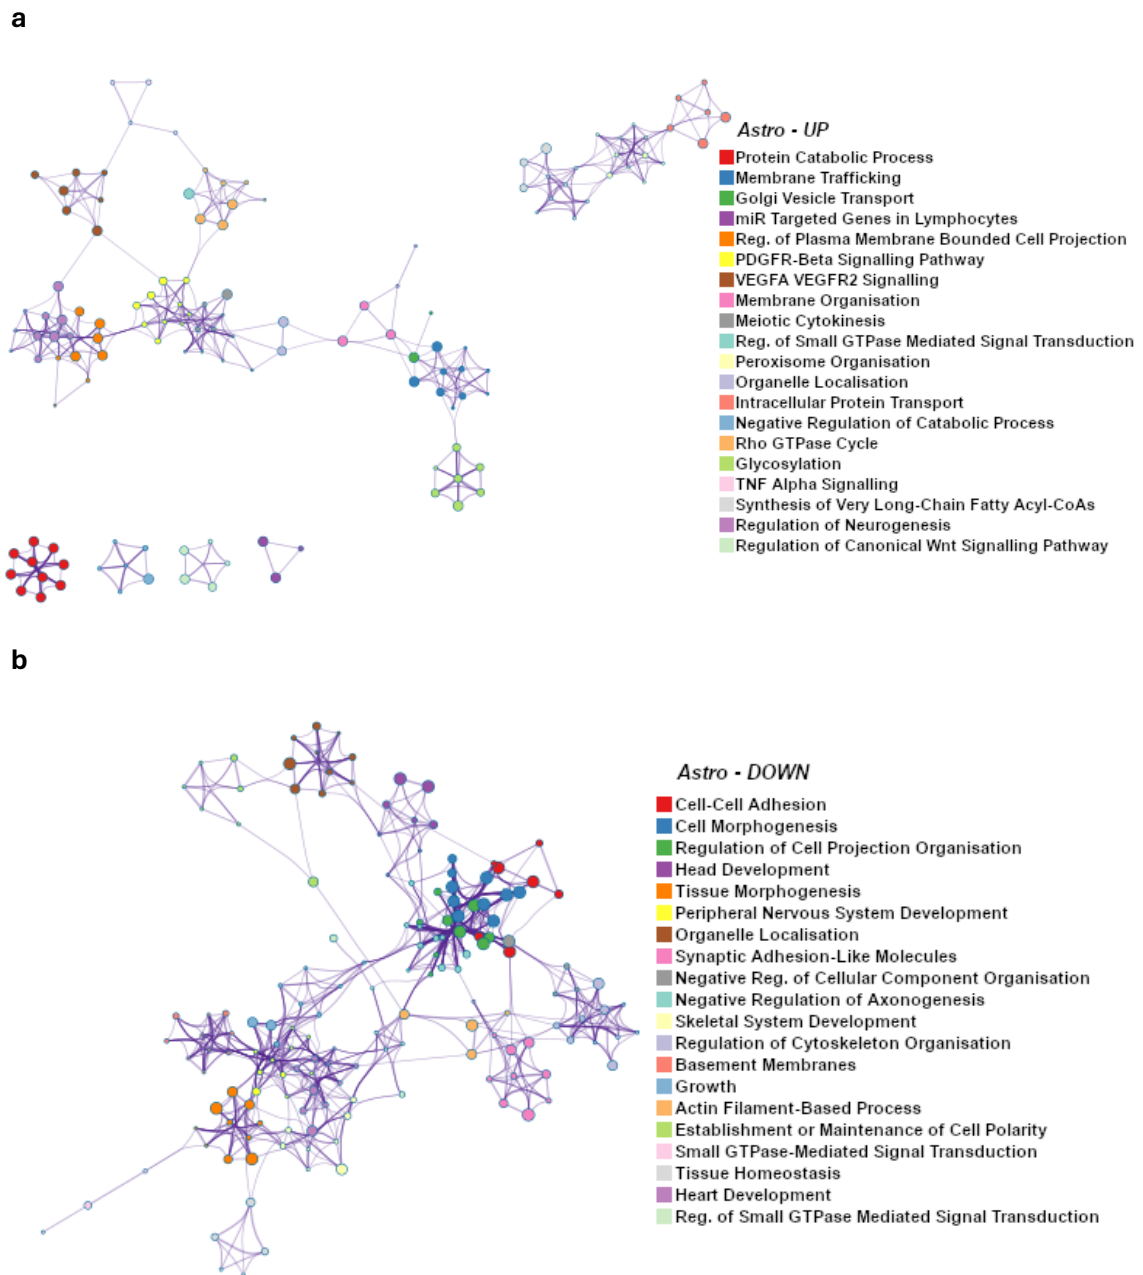 a
Astro - UP
Protein Catabolic Process
Membrane Trafficking
Golgi Vesicle Transport
miR Targeted Genes in Lymphocytes
Reg. of Plasma Membrane Bounded Cell Projection
PDGFR-Beta Signalling Pathway
VEGFA VEGFR2 Signalling
Membrane Organisation
Meiotic Cytokinesis
Reg. of Small GTPase Mediated Signal Transduction
Peroxisome Organisation
Organelle Localisation
Intracellular Protein Transport
Negative Regulation of Catabolic Process
Rho GTPase Cycle
Glycosylation
TNF Alpha Signalling
Synthesis of Very Long-Chain Fatty Acyl-CoAs
Regulation of Neurogenesis
Regulation of Canonical Wnt Signalling Pathway
b
Astro - DOWN
Cell-Cell Adhesion
Cell Morphogenesis
Regulation of Cell Projection Organisation
Head Development
Tissue Morphogenesis
Peripheral Nervous System Development
Organelle Localisation
Synaptic Adhesion-Like Molecules
Negative Reg. of Cellular Component Organisation
Negative Regulation of Axonogenesis
Skeletal System Development
Regulation of Cytoskeleton Organisation
Basement Membranes
Growth
Actin Filament-Based Process
Establishment or Maintenance of Cell Polarity
Small GTPase-Mediated Signal Transduction
Tissue Homeostasis
Heart Development
Reg. of Small GTPase Mediated Signal Transduction